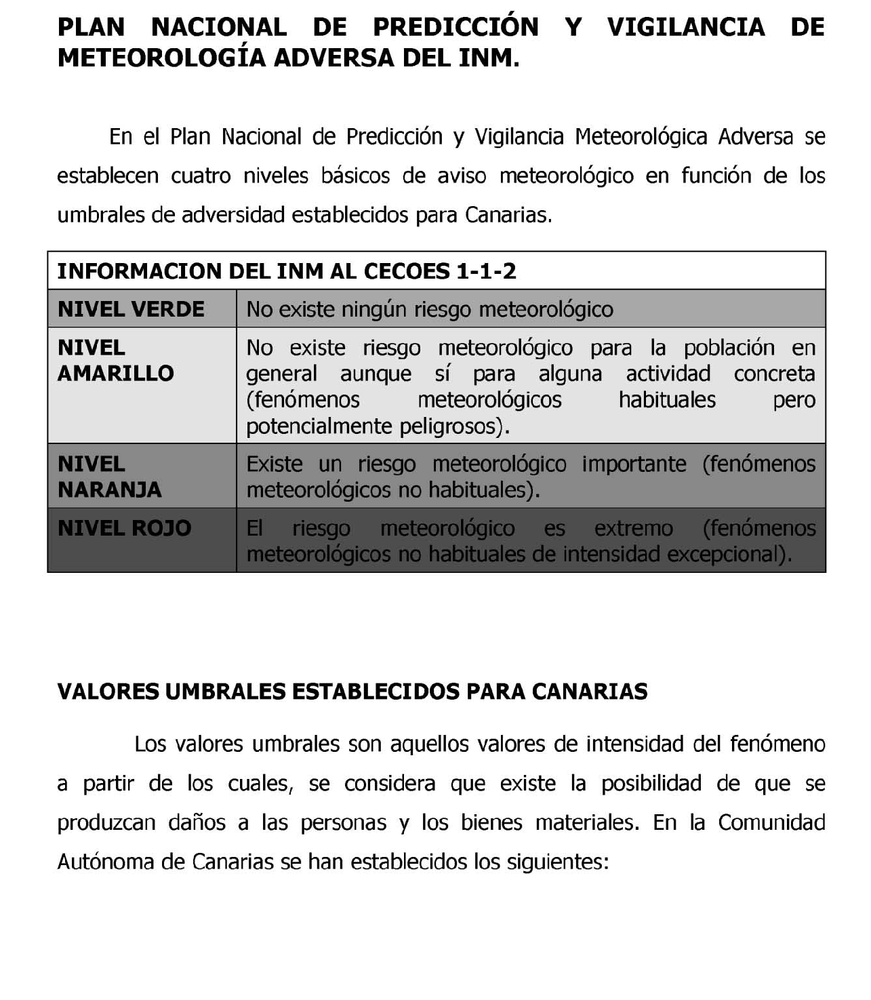 PLAN NACIONAL DE PREDICCIÓN Y VIGILANCIA DE
METEOROLOGÍA ADVERSA DEL INM.
En el Plan Nacional de Predicción y Vigilancia Meteorológica Adversa se
establecen cuatro niveles básicos de aviso meteorológico en función de los
umbrales de adversidad establecidos para Canarias.
INFORMACION DEL INM AL CECOES 1-1-2
NIVEL VERDE No existe ningún riesgo meteorológico
NIVEL
AMARILLO
No existe riesgo meteorológico para la población en
general aunque sí para alguna actividad concreta
(fenómenos meteorológicos habituales pero
potencialmente peligrosos).
NIVEL
NARANJA
Existe un riesgo meteorológico importante (fenómenos
meteorológicos no habituales).
NIVEL ROJO
El riesgo meteorológico es extremo (fenómenos
meteorológicos no habituales de intensidad excepcional).
VALORES UMBRALES ESTABLECIDOS PARA CANARIAS
Los valores umbrales son aquellos valores de intensidad del fenómeno
a partir de los cuales, se considera que existe la posibilidad de que se
produzcan daños a las personas y los bienes materiales. En la Comunidad
Autónoma de Canarias se han establecidos los siguientes: